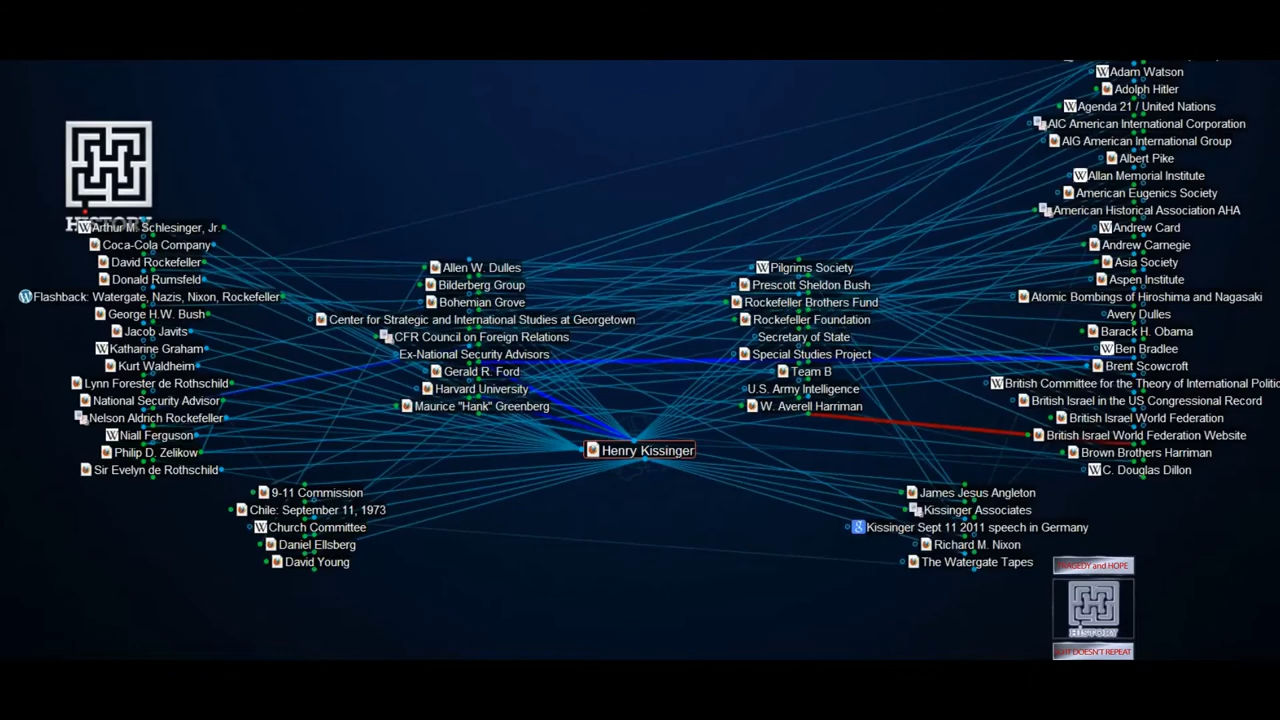 HISTORY
Arthur M. Schlesinger, Jr.
Coca-Cola Company
David Rockefeller
Donald Rumsfeld
Flashback: Watergate, Nazis, Nixon, Rockefeller
George H.W. Bush
Jacob Javits
Katharine Graham
Kurt Waldheim
Lynn Forester de Rothschild
National Security Advisor
Nelson Aldrich Rockefeller
Niall Ferguson
Philip D. Zelikow
Sir Evelyn de Rothschild
9-11 Commission
Chile: September 11, 1973
Church Committee
Daniel Ellsberg
David Young
Allen W. Dulles
Bilderberg Group
Bohemian Grove
Center for Strategic and International Studies at Georgetown
CFR Council on Foreign Relations
Ex-National Security Advisors
Gerald R. Ford
Harvard University
Maurice "Hank" Greenberg
Henry Kissinger
Pilgrims Society
Prescott Sheldon Bush
Rockefeller Brothers Fund
Rockefeller Foundation
Secretary of State
Special Studies Project
Team B
U.S. Army Intelligence
W. Averell Harriman
James Jesus Angleton
Kissinger Associates
Kissinger Sept 11 2011 speech in Germany
Richard M. Nixon
The Watergate Tapes
Adam Watson
Adolph Hitler
Agenda 21 / United Nations
AIC American International Corporation
AIG American International Group
Albert Pike
Allan Memorial Institute
American Eugenics Society
American Historical Association AHA
Andrew Card
Andrew Carnegie
Asia Society
Aspen Institute
Atomic Bombings of Hiroshima and Nagasaki
Avery Dulles
Barack H. Obama
Ben Bradlee
Brent Scowcroft
British Committee for the Theory of International Politic
British Israel in the US Congressional Record
British Israel World Federation
British Israel World Federation Website
Brown Brothers Harriman
C. Douglas Dillon
TRAGEDY and HOPE
HISTORY
DOESN'T REPEAT